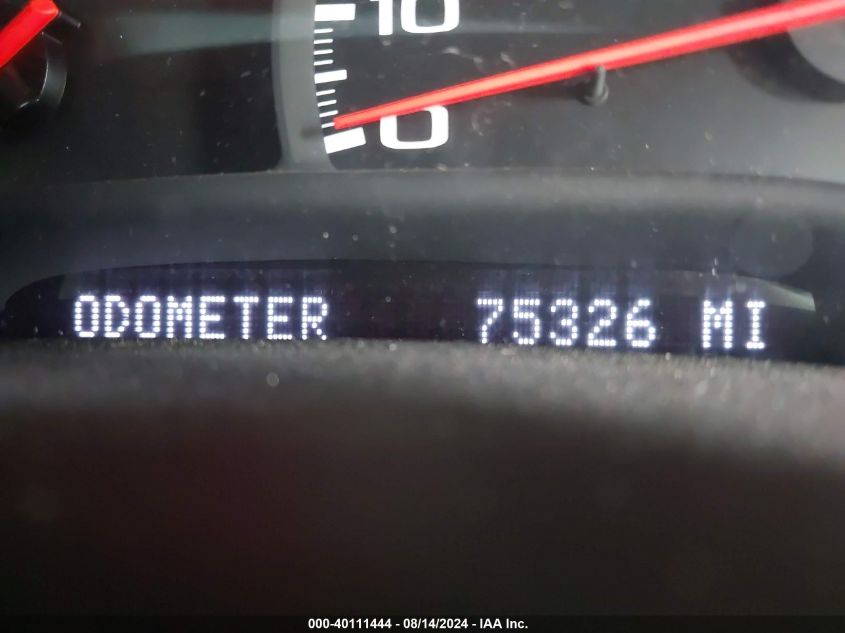 10
0
ODOMETER 75326 MI
000-40111444 - 08/14/2024 - IAA Inc.